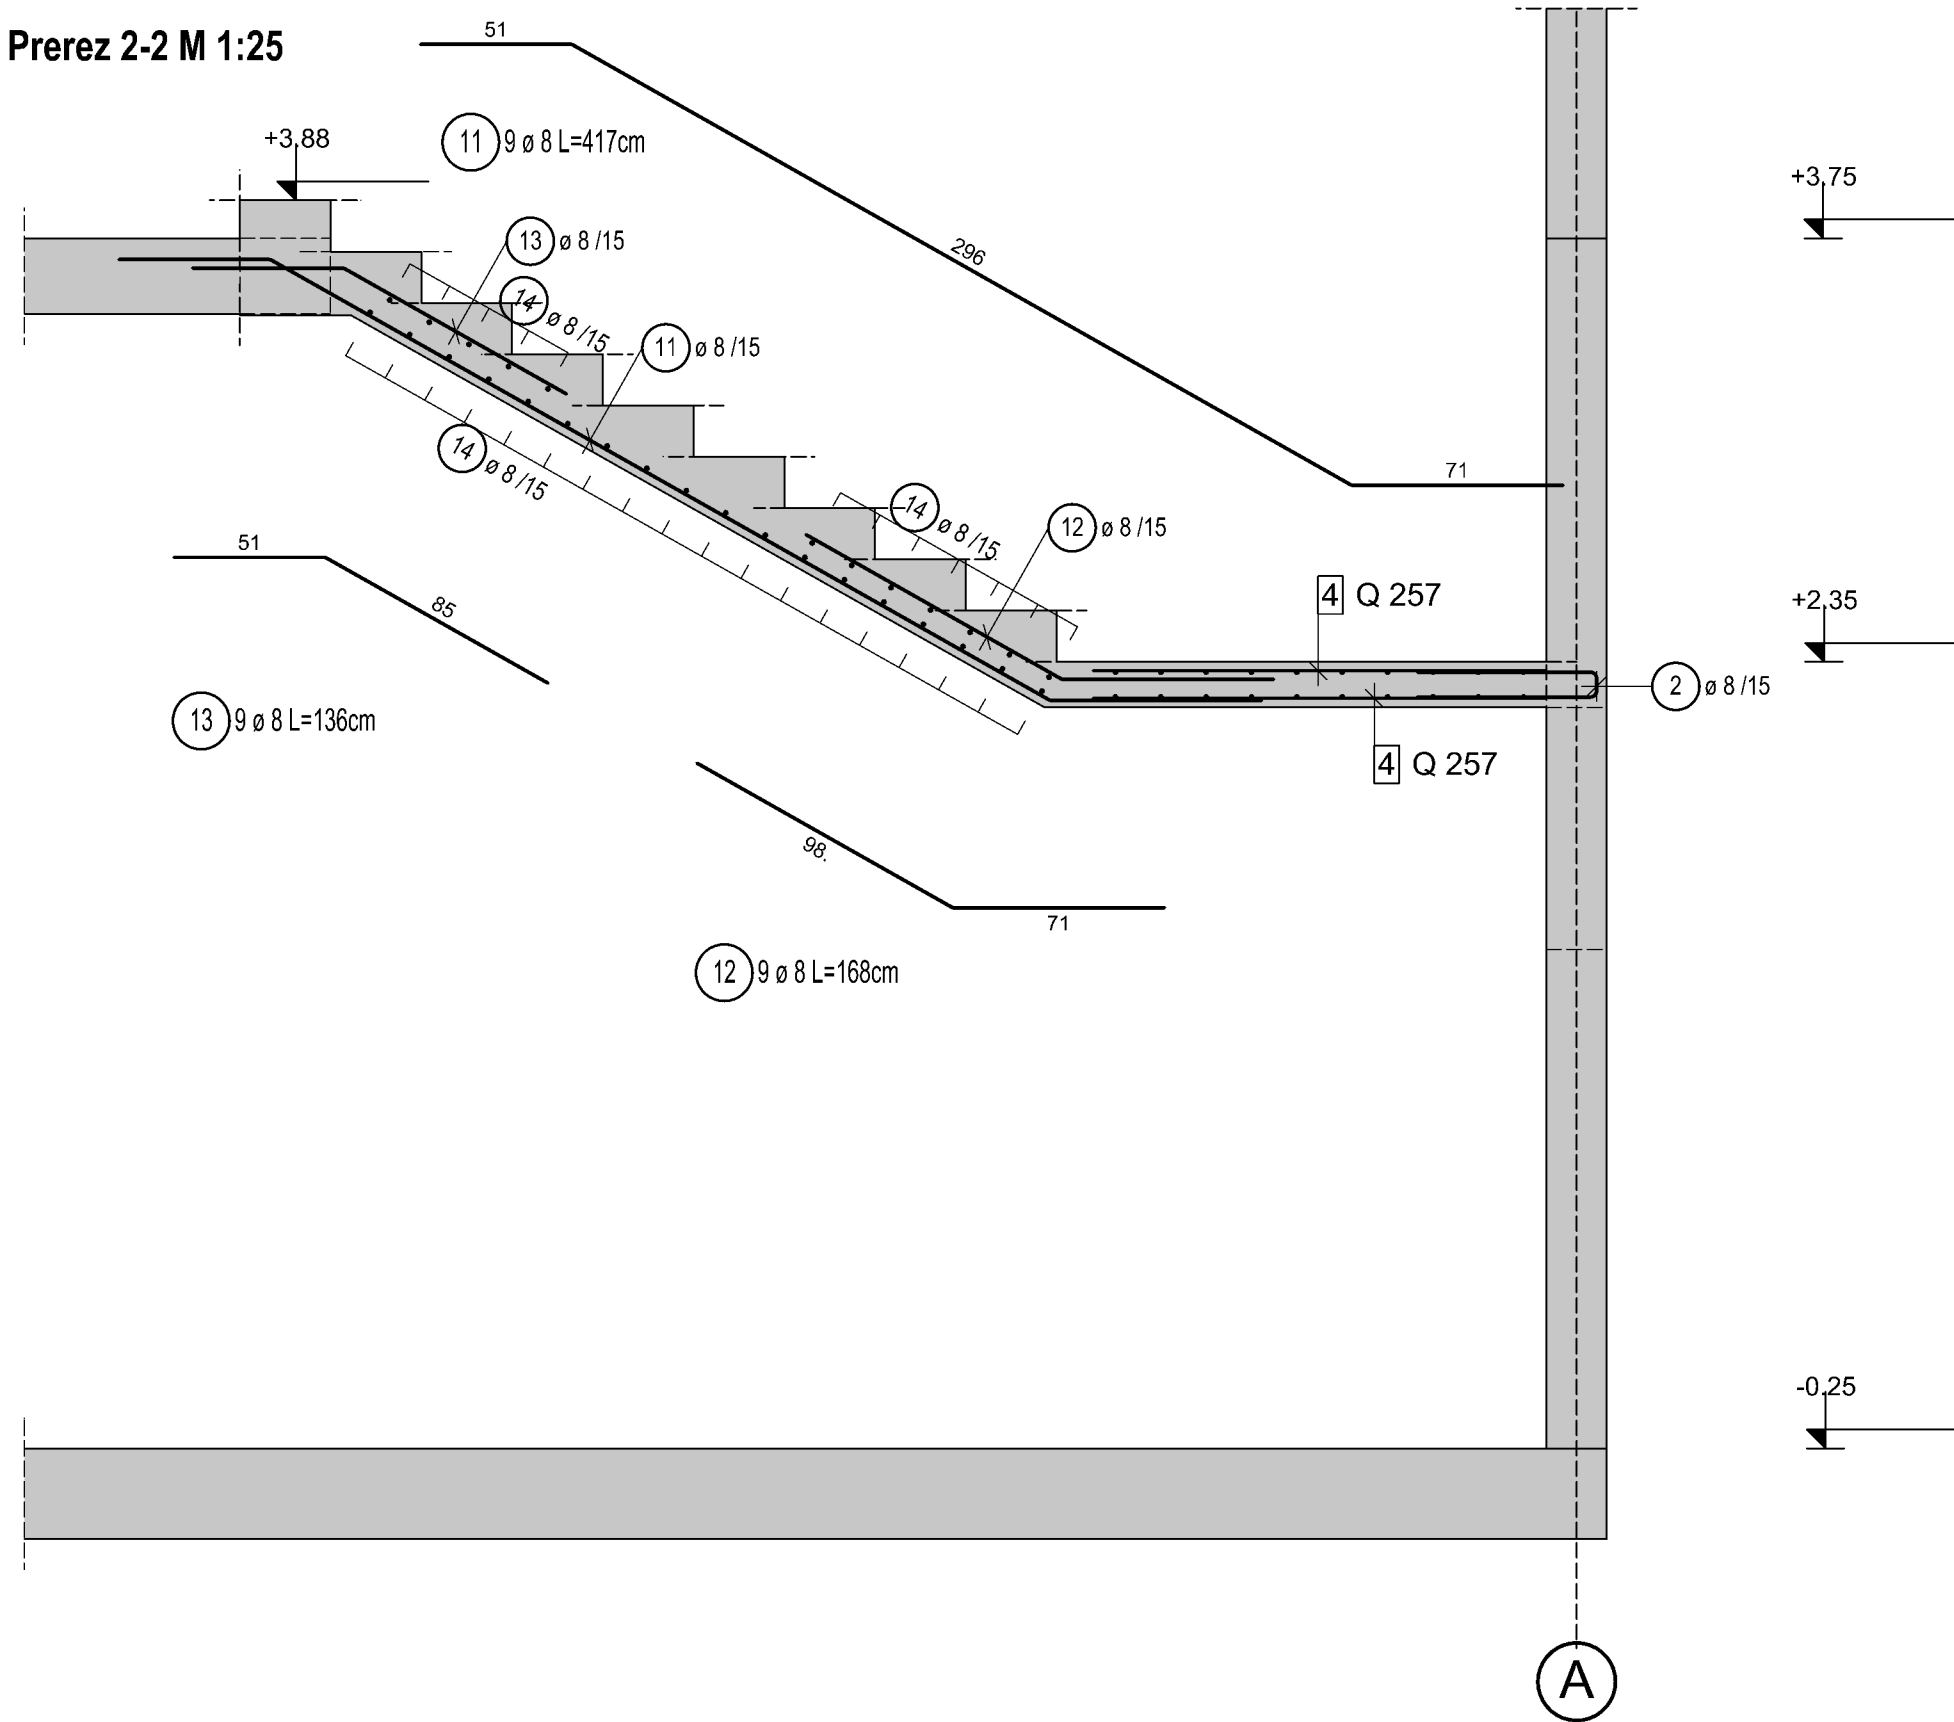 Prerez 2-2 M 1:25
51
+3,88
11 9 ø 8 L=417cm
+3,75
13 ø 8 /15
296
14 ø 8 /15
11 ø 8 /15
14 ø 8 /15
71
14 ø 8 /15
12 ø 8 /15
51
85
4 Q 257
+2,35
2 ø 8 /15
13 9 ø 8 L=136cm
4 Q 257
98.
71
12 9 ø 8 L=168cm
-0,25
A